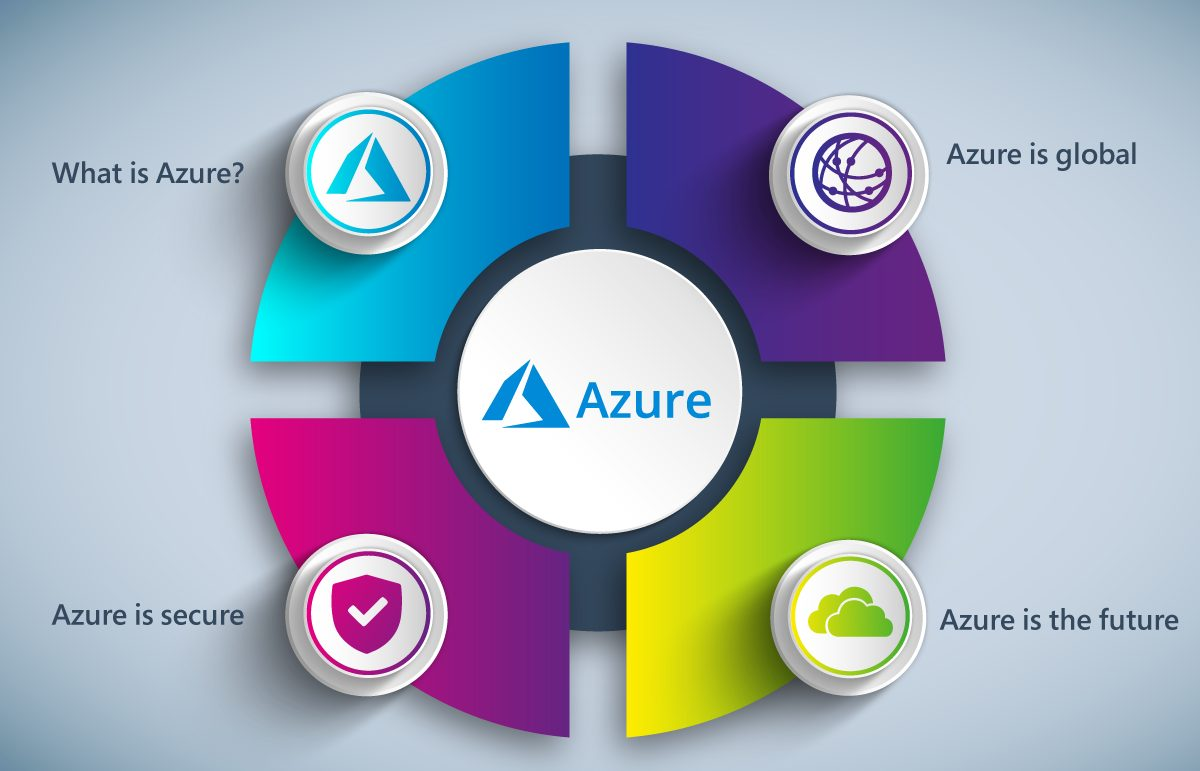 What is Azure?
Azure is global
Azure
Azure is secure
Azure is the future